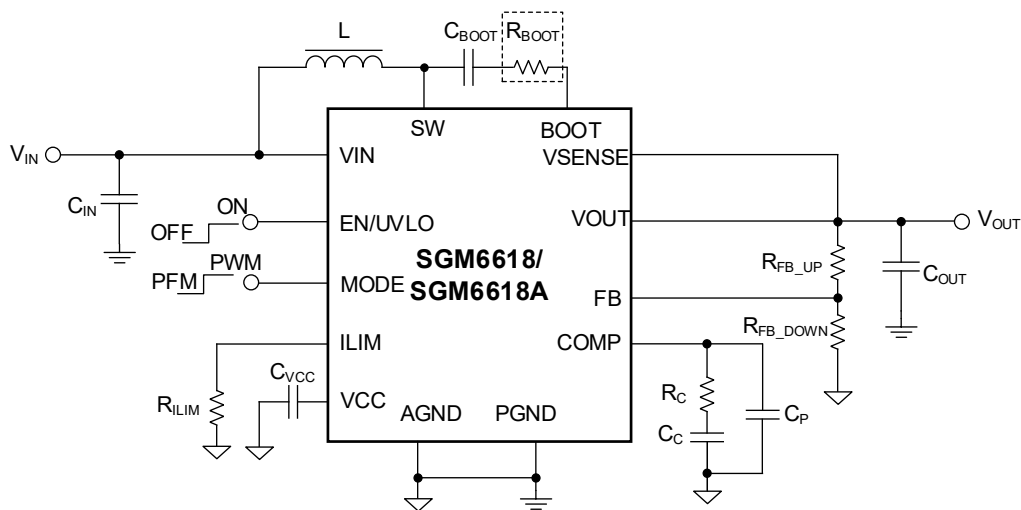 L
CBOOT
RBOOT
SW
BOOT
VIN
VIN
VSENSE
CIN
ON
OFF
EN/UVLO
VOUT
VOUT
SGM6618/
SGM6618A
RFB_UP
COUT
PWM
PFM
MODE
FB
RFB_DOWN
ILIM
COMP
CVCC
RILIM
VCC
RC
CP
CC
AGND
PGND